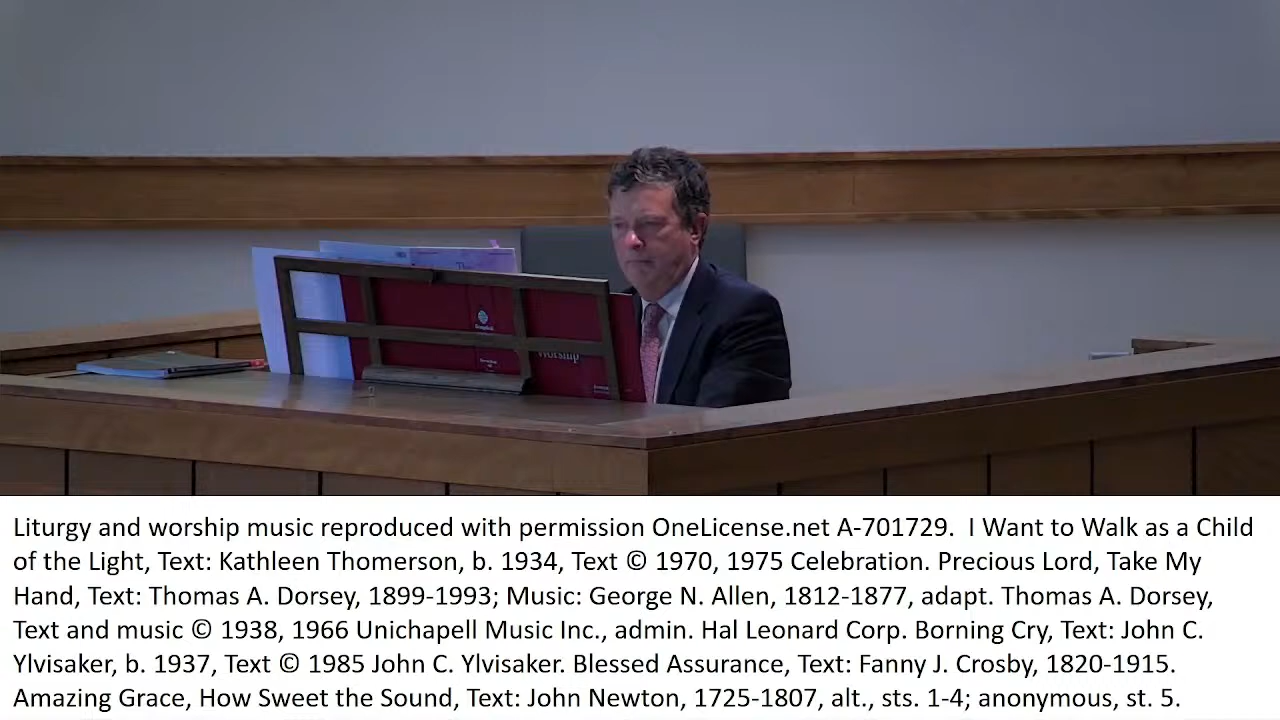 Worship
Liturgy and worship music reproduced with permission OneLicense.net A-701729.  I Want to Walk as a Child
of the Light, Text: Kathleen Thomerson, b. 1934, Text © 1970, 1975 Celebration. Precious Lord, Take My
Hand, Text: Thomas A. Dorsey, 1899-1993; Music: George N. Allen, 1812-1877, adapt. Thomas A. Dorsey,
Text and music © 1938, 1966 Unichapell Music Inc., admin. Hal Leonard Corp. Borning Cry, Text: John C.
Ylvisaker, b. 1937, Text © 1985 John C. Ylvisaker. Blessed Assurance, Text: Fanny J. Crosby, 1820-1915.
Amazing Grace, How Sweet the Sound, Text: John Newton, 1725-1807, alt., sts. 1-4; anonymous, st. 5.